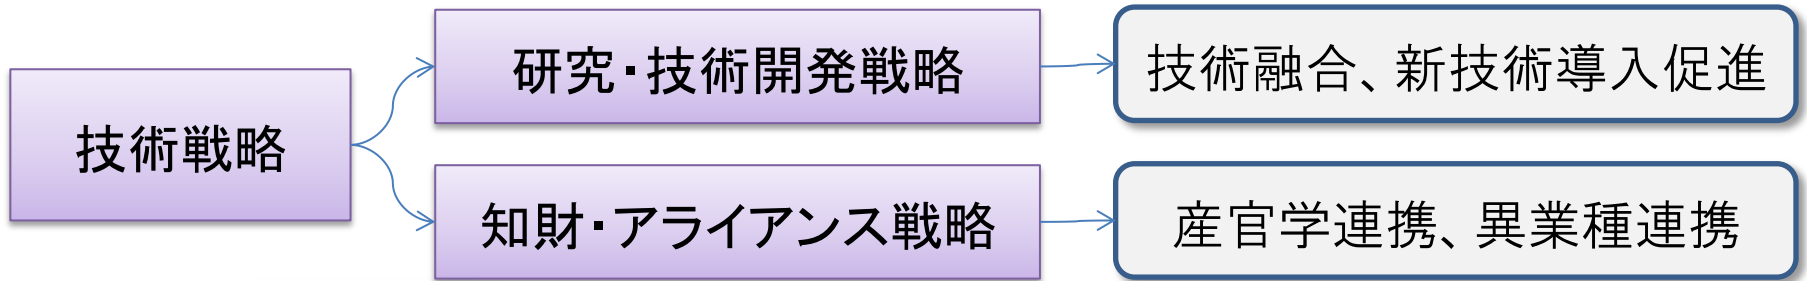 技術戦略
研究・技術開発戦略
技術融合、新技術導入促進
知財・アライアンス戦略
産官学連携、異業種連携